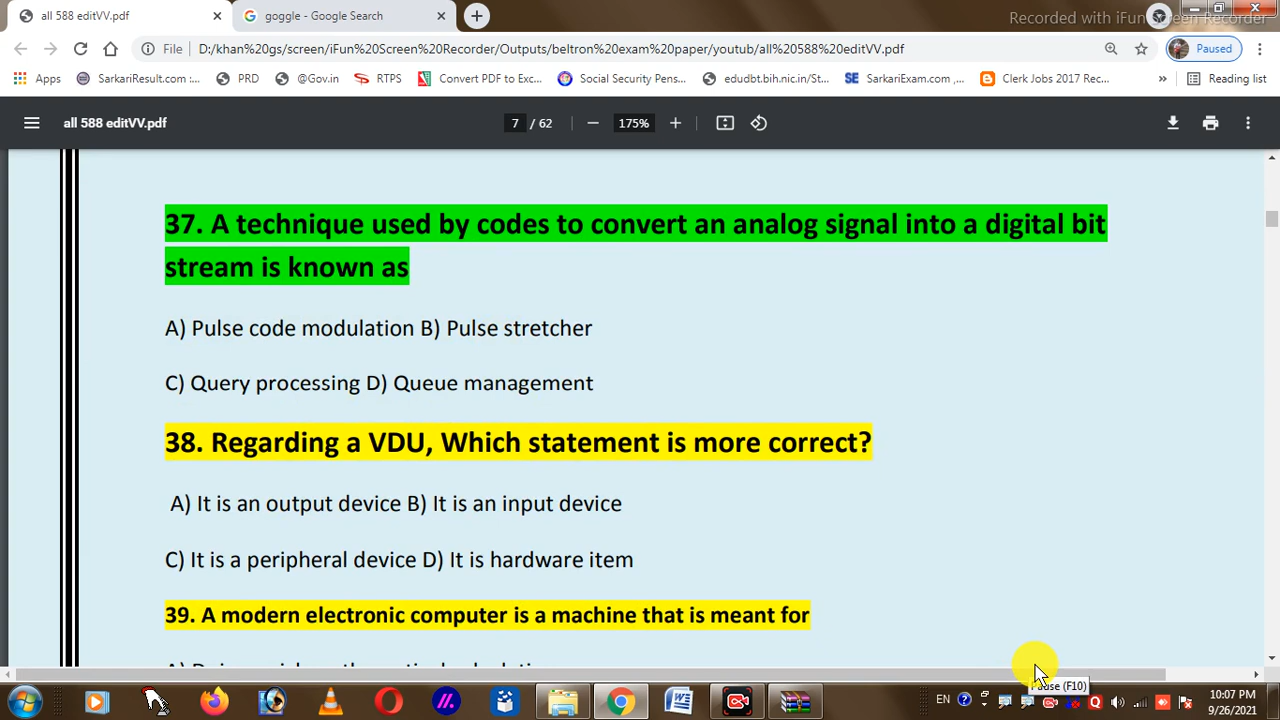 all 588 editVV.pdf
goggle - Google Search
Recorded with iFun Screen Recorder
File
D:/khan%20gs/screen/iFun%20Screen%20Recorder/Outputs/beltron%20exam%20paper/youtub/all%20588%20editVV.pdf
Paused
Apps
SarkariResult.com :...
PRD
@Gov.in
RTPS
Convert PDF to Exc...
Social Security Pens...
edudbt.bih.nic.in/St...
SarkariExam.com ,...
Clerk Jobs 2017 Rec...
»
Reading list
all 588 editVV.pdf
7 / 62
175%
37. A technique used by codes to convert an analog signal into a digital bit
stream is known as
A) Pulse code modulation B) Pulse stretcher
C) Query processing D) Queue management
38. Regarding a VDU, Which statement is more correct?
A) It is an output device B) It is an input device
C) It is a peripheral device D) It is hardware item
39. A modern electronic computer is a machine that is meant for
Pause (F10)
EN
10:07 PM
9/26/2021